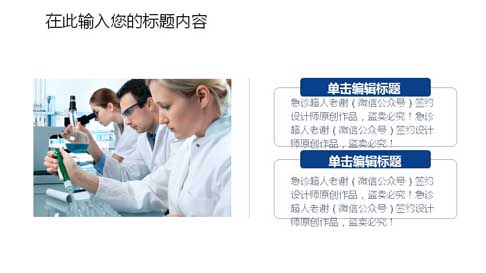 在此输入您的标题内容
单击编辑标题
急诊超人老谢（微信公众号）签约
设计师原创作品，盗卖必究！急诊
超人老谢（微信公众号）签约设计
师原创作品，盗卖必究！
单击编辑标题
急诊超人老谢（微信公众号）签约
设计师原创作品，盗卖必究！急诊
超人老谢（微信公众号）签约设计
师原创作品，盗卖必究！